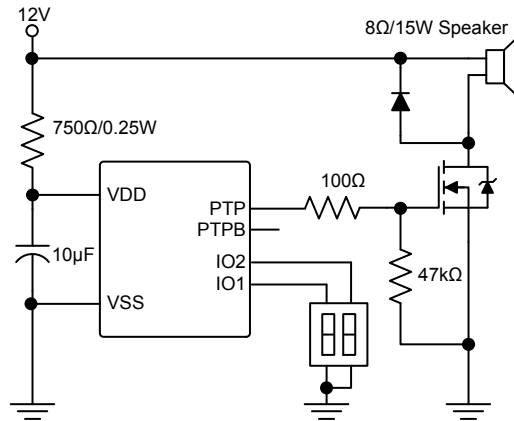 12V
8Ω/15W Speaker
750Ω/0.25W
VDD
PTP
100Ω
PTPB
10µF
IO2
IO1
47kΩ
VSS